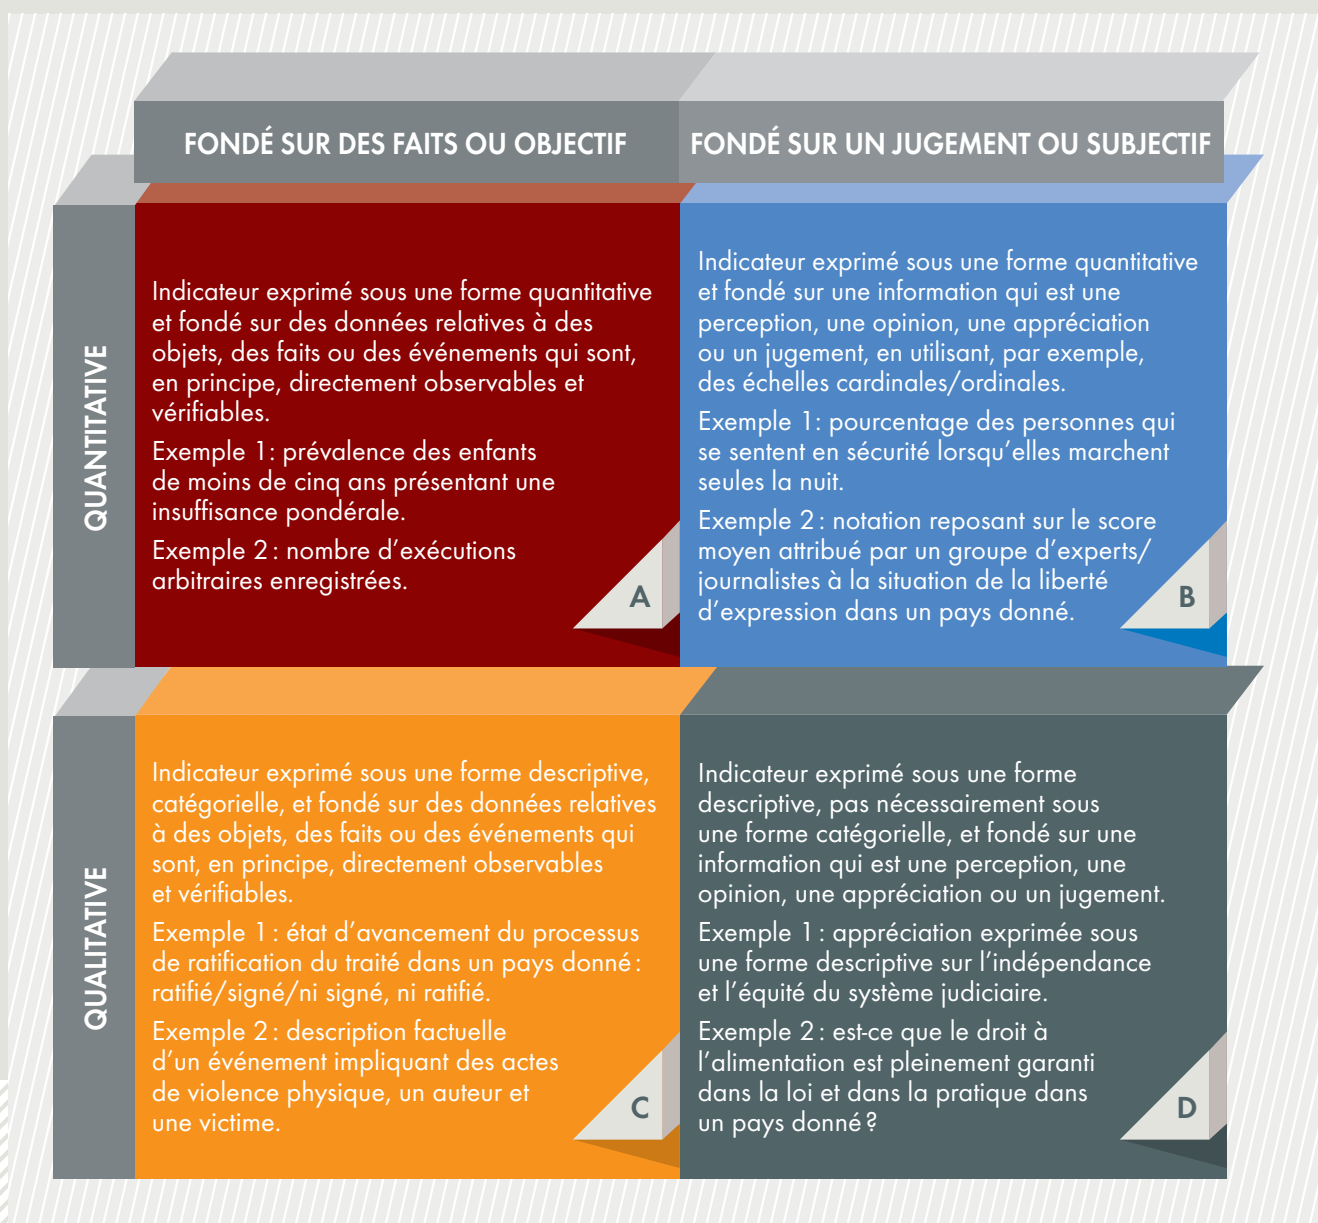 FONDÉ SUR DES FAITS OU OBJECTIF
FONDÉ SUR UN JUGEMENT OU SUBJECTIF
QUANTITATIVE
Indicateur exprimé sous une forme quantitative
et fondé sur des données relatives à des
objets, des faits ou des événements qui sont,
en principe, directement observables et
vérifiables.
Exemple 1: prévalence des enfants
de moins de cinq ans présentant une
insuffisance pondérale.
Exemple 2 : nombre d'exécutions
arbitraires enregistrées.
A
Indicateur exprimé sous une forme quantitative
et fondé sur une information qui est une
perception, une opinion, une appréciation
ou un jugement, en utilisant, par exemple,
des échelles cardinales/ordinales.
Exemple 1: pourcentage des personnes qui
se sentent en sécurité lorsqu'elles marchent
seules la nuit.
Exemple 2 : notation reposant sur le score
moyen attribué par un groupe d'experts/
journalistes à la situation de la liberté
d'expression dans un pays donné.
B
QUALITATIVE
Indicateur exprimé sous une forme descriptive,
catégorielle, et fondé sur des données relatives
à des objets, des faits ou des événements qui
sont, en principe, directement observables
et vérifiables.
Exemple 1 : état d'avancement du processus
de ratification du traité dans un pays donné :
ratifié/signé/ni signé, ni ratifié.
Exemple 2 : description factuelle
d'un événement impliquant des actes
de violence physique, un auteur et
une victime.
C
Indicateur exprimé sous une forme
descriptive, pas nécessairement sous
une forme catégorielle, et fondé sur une
information qui est une perception, une
opinion, une appréciation ou un jugement.
Exemple 1 : appréciation exprimée sous
une forme descriptive sur l'indépendance
et l'équité du système judiciaire.
Exemple 2 : est-ce que le droit à
l'alimentation est pleinement garanti
dans la loi et dans la pratique dans
un pays donné ?
D